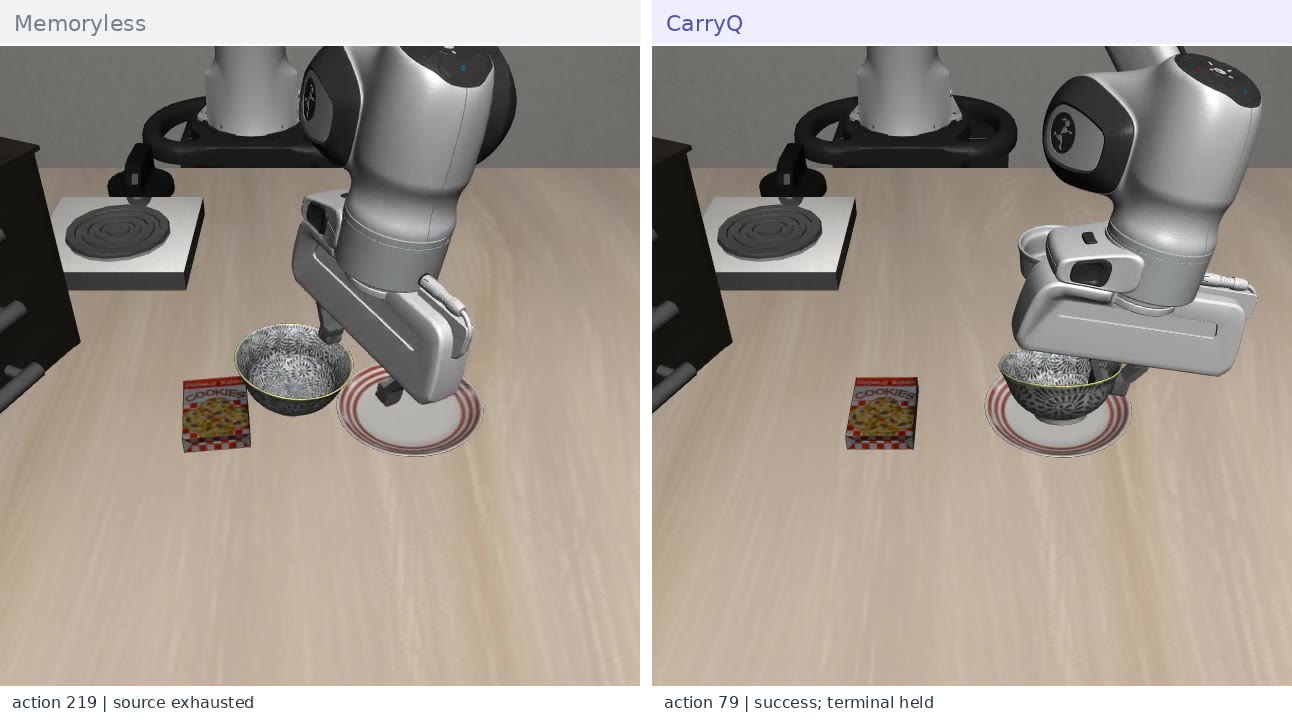 Memoryless
CarryQ
COOKIES
COOKIES
action 219 | source exhausted
action 79 | success; terminal held